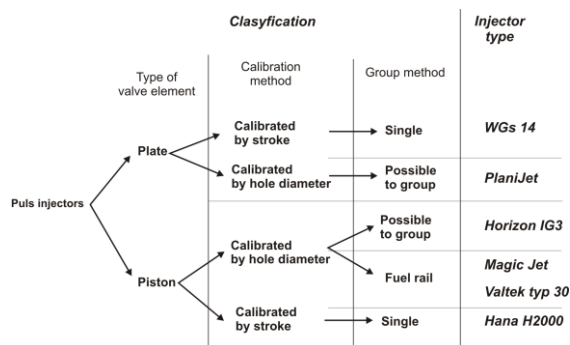 Clasyfication
Injector
type
Type of
valve element
Calibration
method
Group method
Calibrated
by stroke
Single
WGs 14
Plate
Calibrated
by hole diameter
Possible
to group
PlaniJet
Puls injectors
Possible
to group
Horizon IG3
Calibrated
by hole diameter
Magic Jet
Fuel rail
Piston
Valtek typ 30
Calibrated
by stroke
Single
Hana H2000